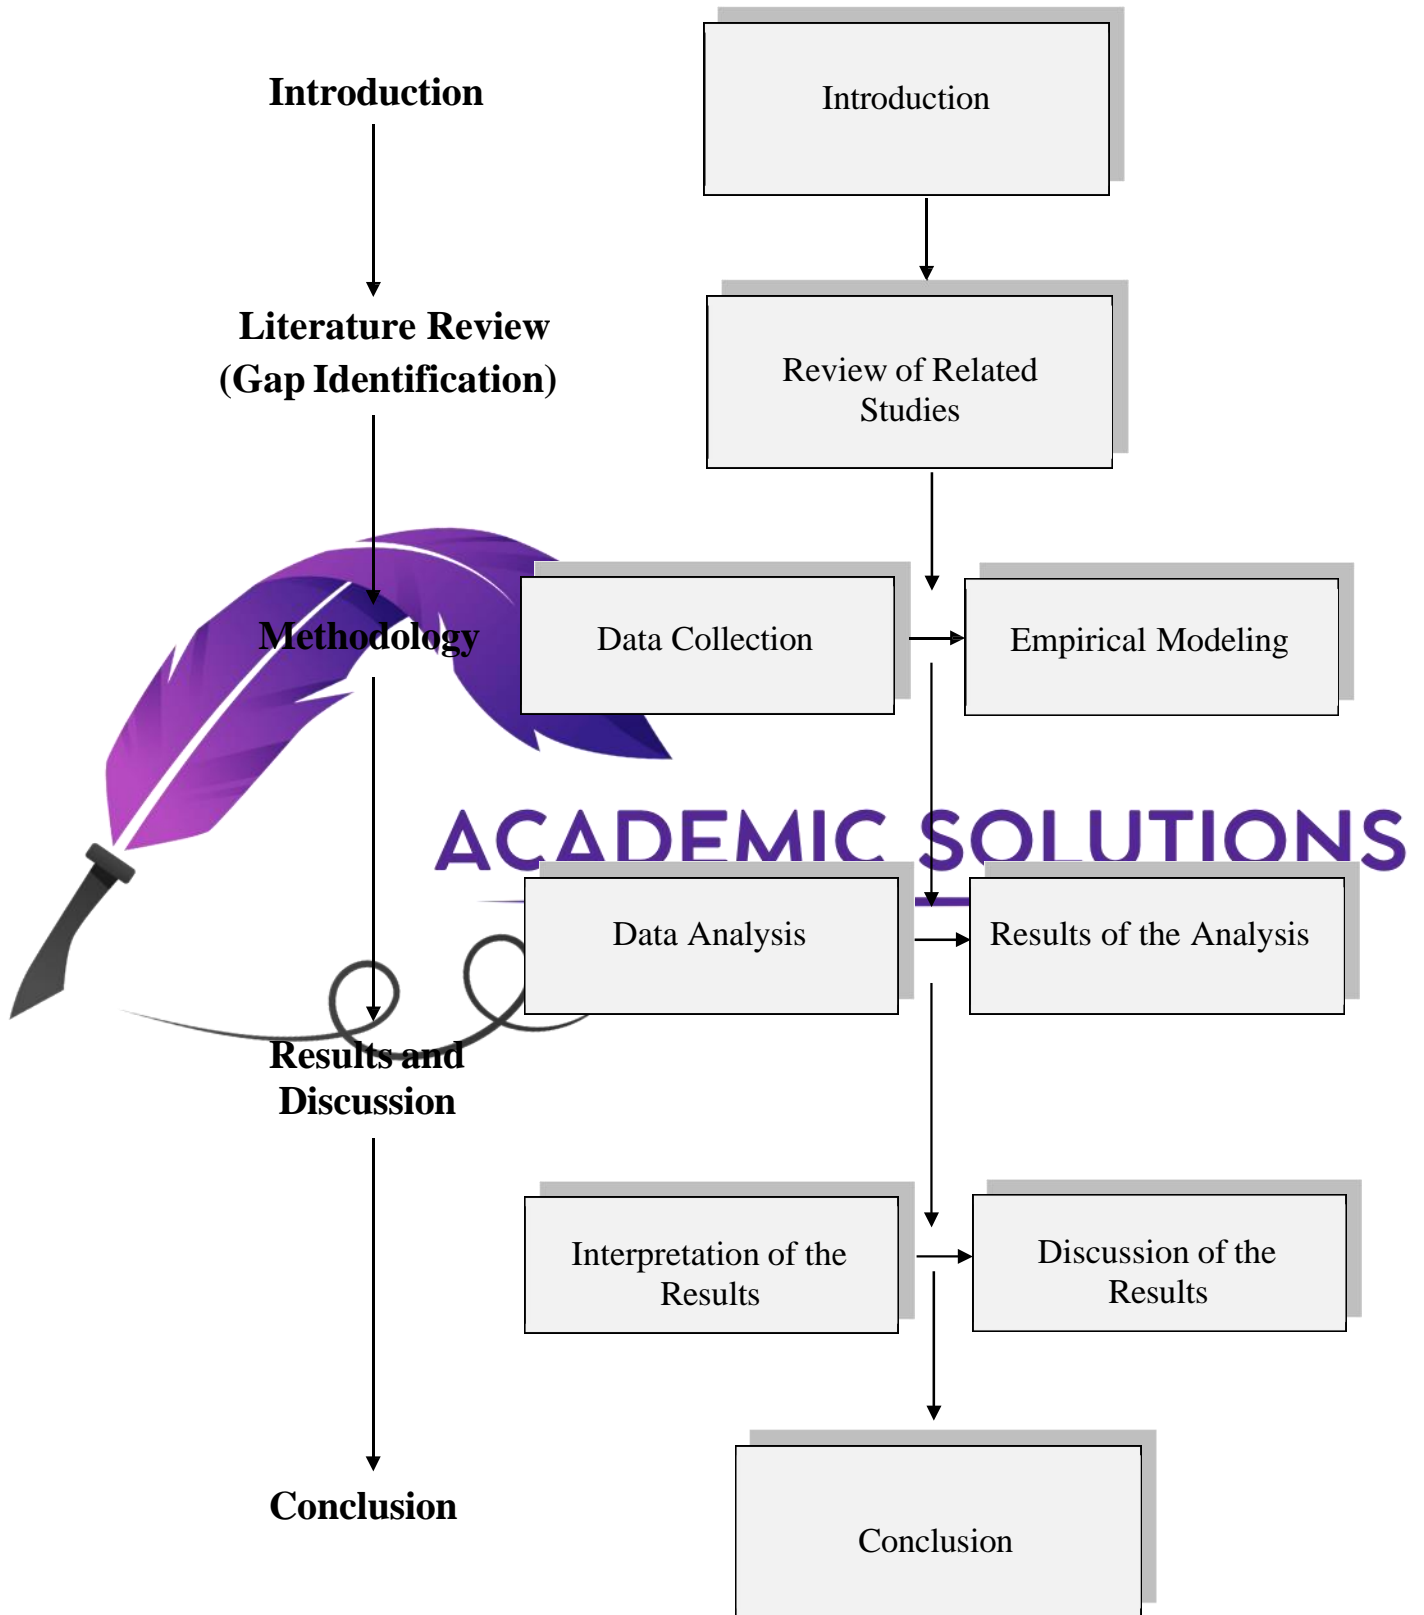 Introduction
Introduction
Literature Review
(Gap Identification)
Review of Related
Studies
Methodology
Data Collection
Empirical Modeling
ACADEMIC SOLUTIONS
Data Analysis
Results of the Analysis
Results and
Discussion
Interpretation of the
Results
Discussion of the
Results
Conclusion
Conclusion